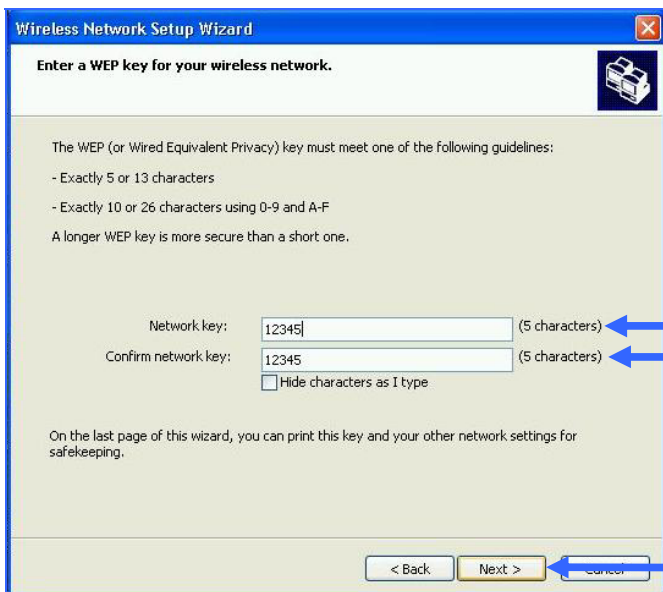 Wireless Network Setup Wizard
Enter a WEP key for your wireless network.
The WEP (or Wired Equivalent Privacy) key must meet one of the following guidelines:
- Exactly 5 or 13 characters
- Exactly 10 or 26 characters using 0-9 and A-F
A longer WEP key is more secure than a short one.
Network key: 12345 (5 characters)
Confirm network key: 12345 (5 characters)
Hide characters as I type
On the last page of this wizard, you can print this key and your other network settings for
safekeeping.
< Back Next > Cancel